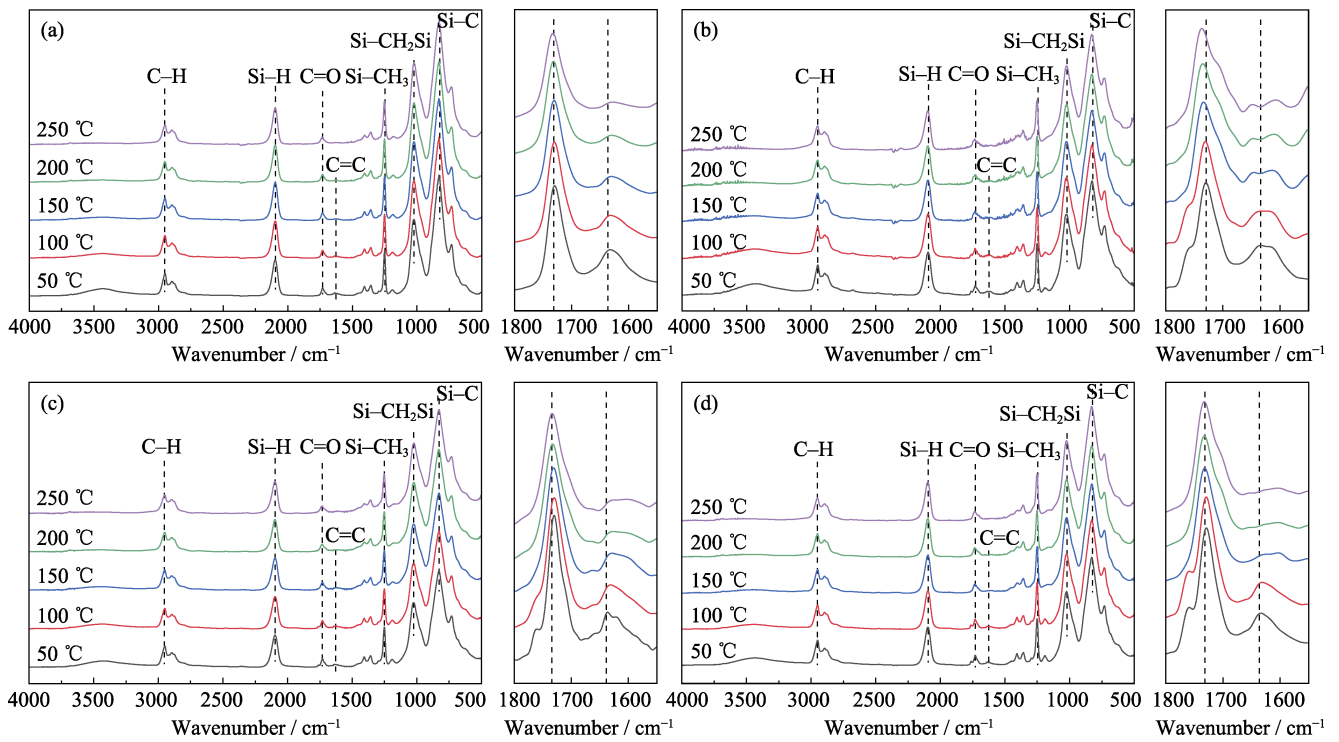 (a)
Si–C
Si–CH₂Si
C–H
Si–H
C=O
Si–CH₃
250 ℃
200 ℃
C=C
150 ℃
100 ℃
50 ℃
4000 3500 3000 2500 2000 1500 1000 500
Wavenumber / cm⁻¹
1800 1700 1600
Wavenumber / cm⁻¹
(b)
Si–C
Si–CH₂Si
C–H
Si–H
C=O
Si–CH₃
250 ℃
200 ℃
C=C
150 ℃
100 ℃
50 ℃
4000 3500 3000 2500 2000 1500 1000 500
Wavenumber / cm⁻¹
1800 1700 1600
Wavenumber / cm⁻¹
(c)
Si–C
Si–CH₂Si
C–H
Si–H
C=O
Si–CH₃
250 ℃
200 ℃
C=C
150 ℃
100 ℃
50 ℃
4000 3500 3000 2500 2000 1500 1000 500
Wavenumber / cm⁻¹
1800 1700 1600
Wavenumber / cm⁻¹
(d)
Si–C
Si–CH₂Si
C–H
Si–H
C=O
Si–CH₃
250 ℃
200 ℃
C=C
150 ℃
100 ℃
50 ℃
4000 3500 3000 2500 2000 1500 1000 500
Wavenumber / cm⁻¹
1800 1700 1600
Wavenumber / cm⁻¹